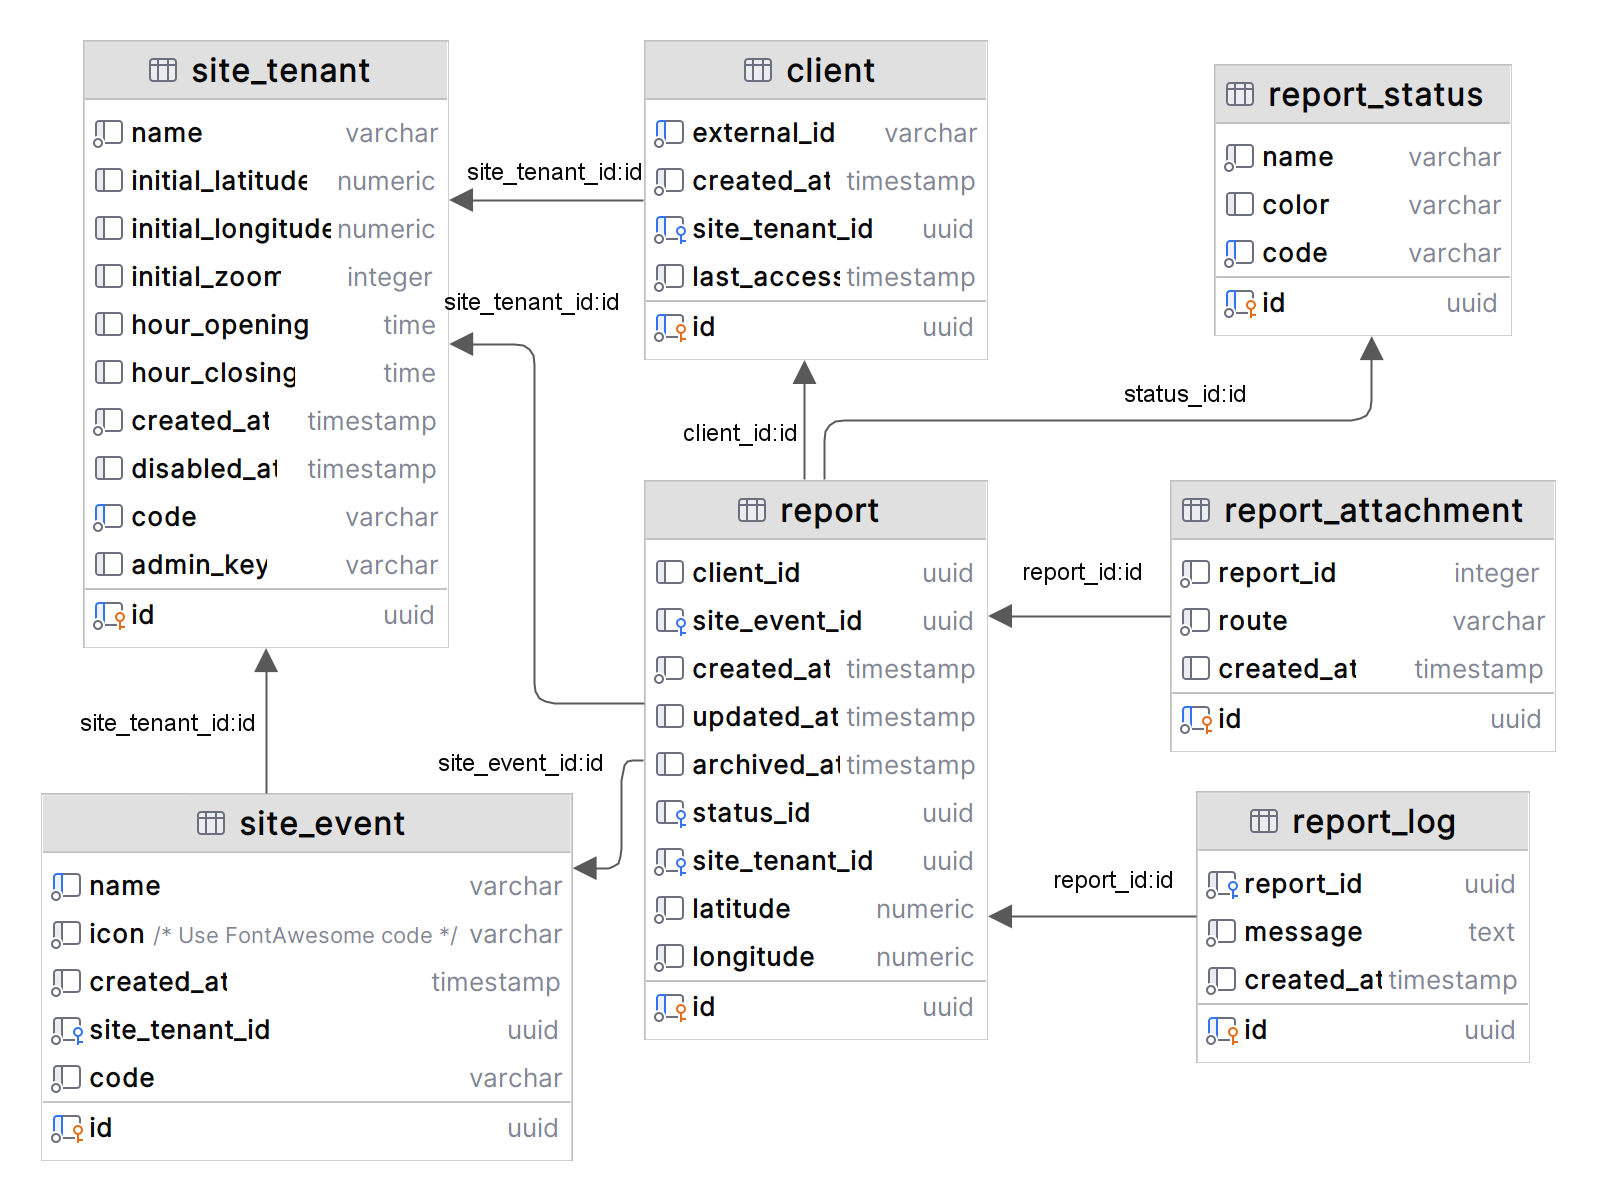 site_tenant
name varchar
initial_latitude numeric
initial_longitude numeric
initial_zoom integer
hour_opening time
hour_closing time
created_at timestamp
disabled_at timestamp
code varchar
admin_key varchar
id uuid
site_tenant_id:id
site_tenant_id:id
client
external_id varchar
created_at timestamp
site_tenant_id uuid
last_access timestamp
id uuid
report_status
name varchar
color varchar
code varchar
id uuid
status_id:id
client_id:id
report
client_id uuid
site_event_id uuid
created_at timestamp
updated_at timestamp
archived_at timestamp
status_id uuid
site_tenant_id uuid
latitude numeric
longitude numeric
id uuid
report_id:id
report_attachment
report_id integer
route varchar
created_at timestamp
id uuid
site_tenant_id:id
site_event_id:id
site_event
name varchar
icon /* Use FontAwesome code */ varchar
created_at timestamp
site_tenant_id uuid
code varchar
id uuid
report_id:id
report_log
report_id uuid
message text
created_at timestamp
id uuid